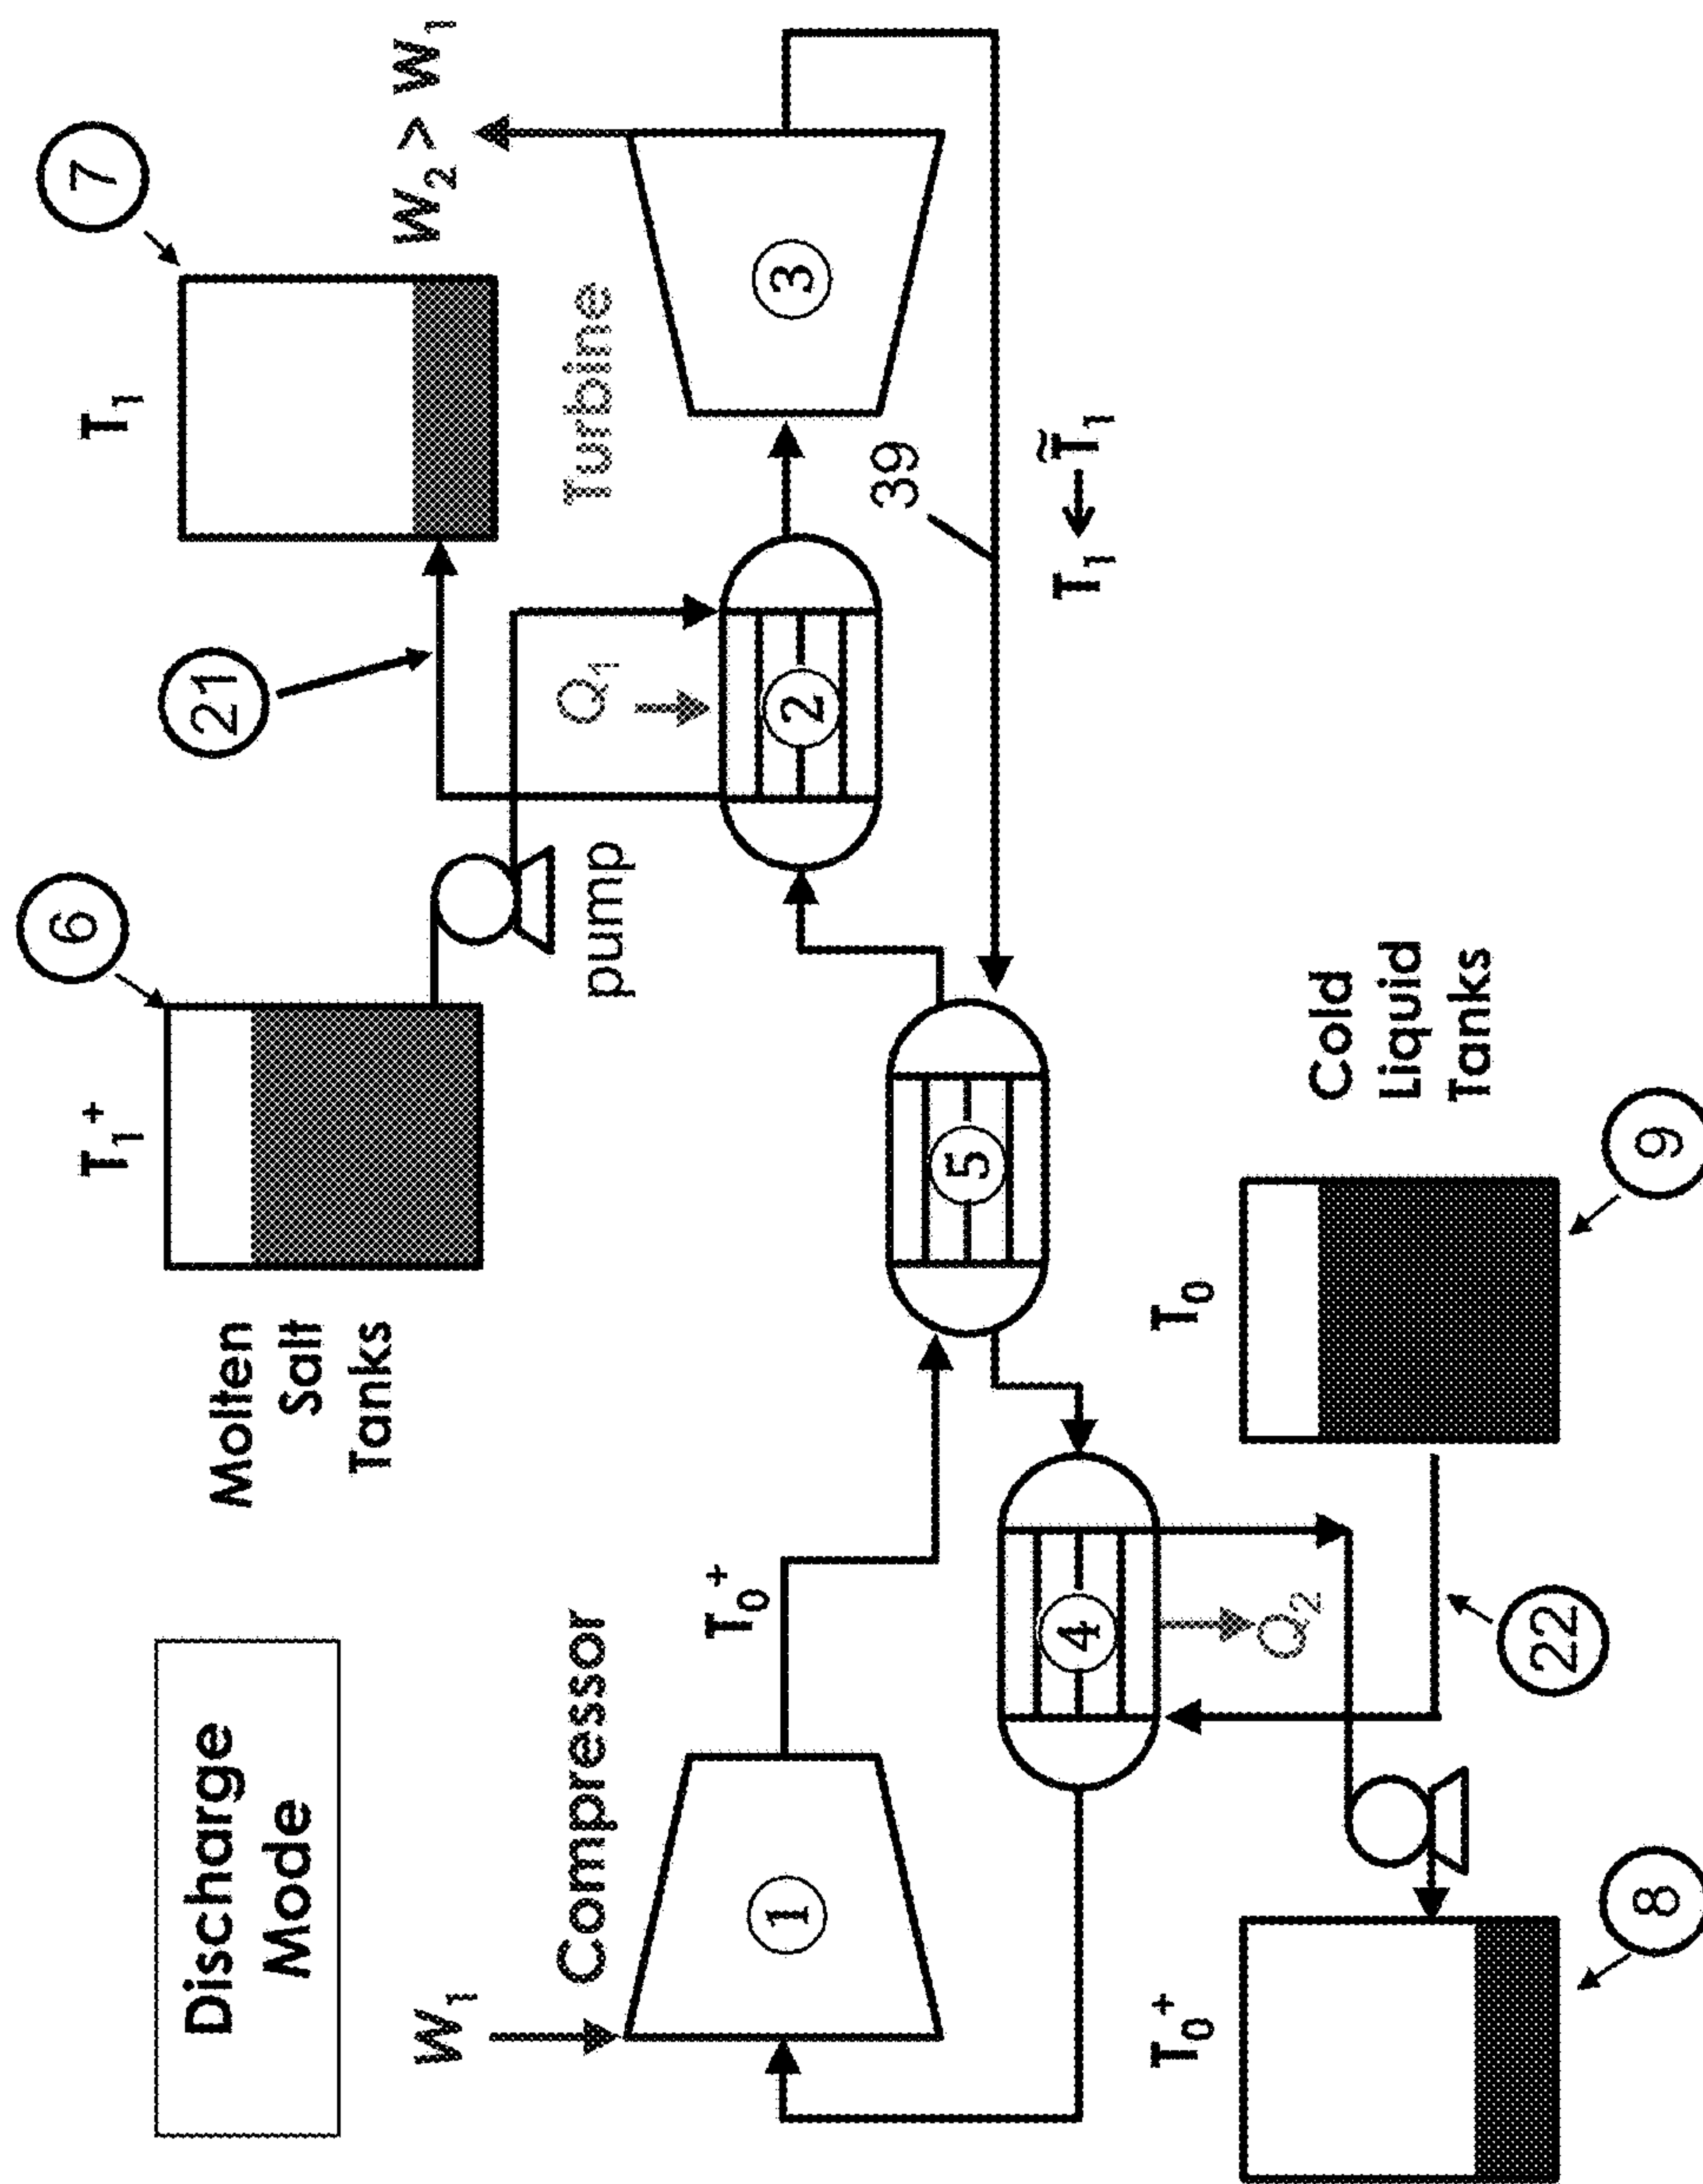 Discharge
Mode
Molten
Salt
Tanks
T₁⁺
6
21
T₁
7
W₂ > W₁
pump
Q₁
Turbine
W₁
Compressor
1
T₀⁺
5
2
3
39
T₁ ← T̃₁
4
Q₂
T₀⁺
8
22
T₀
9
Cold
Liquid
Tanks